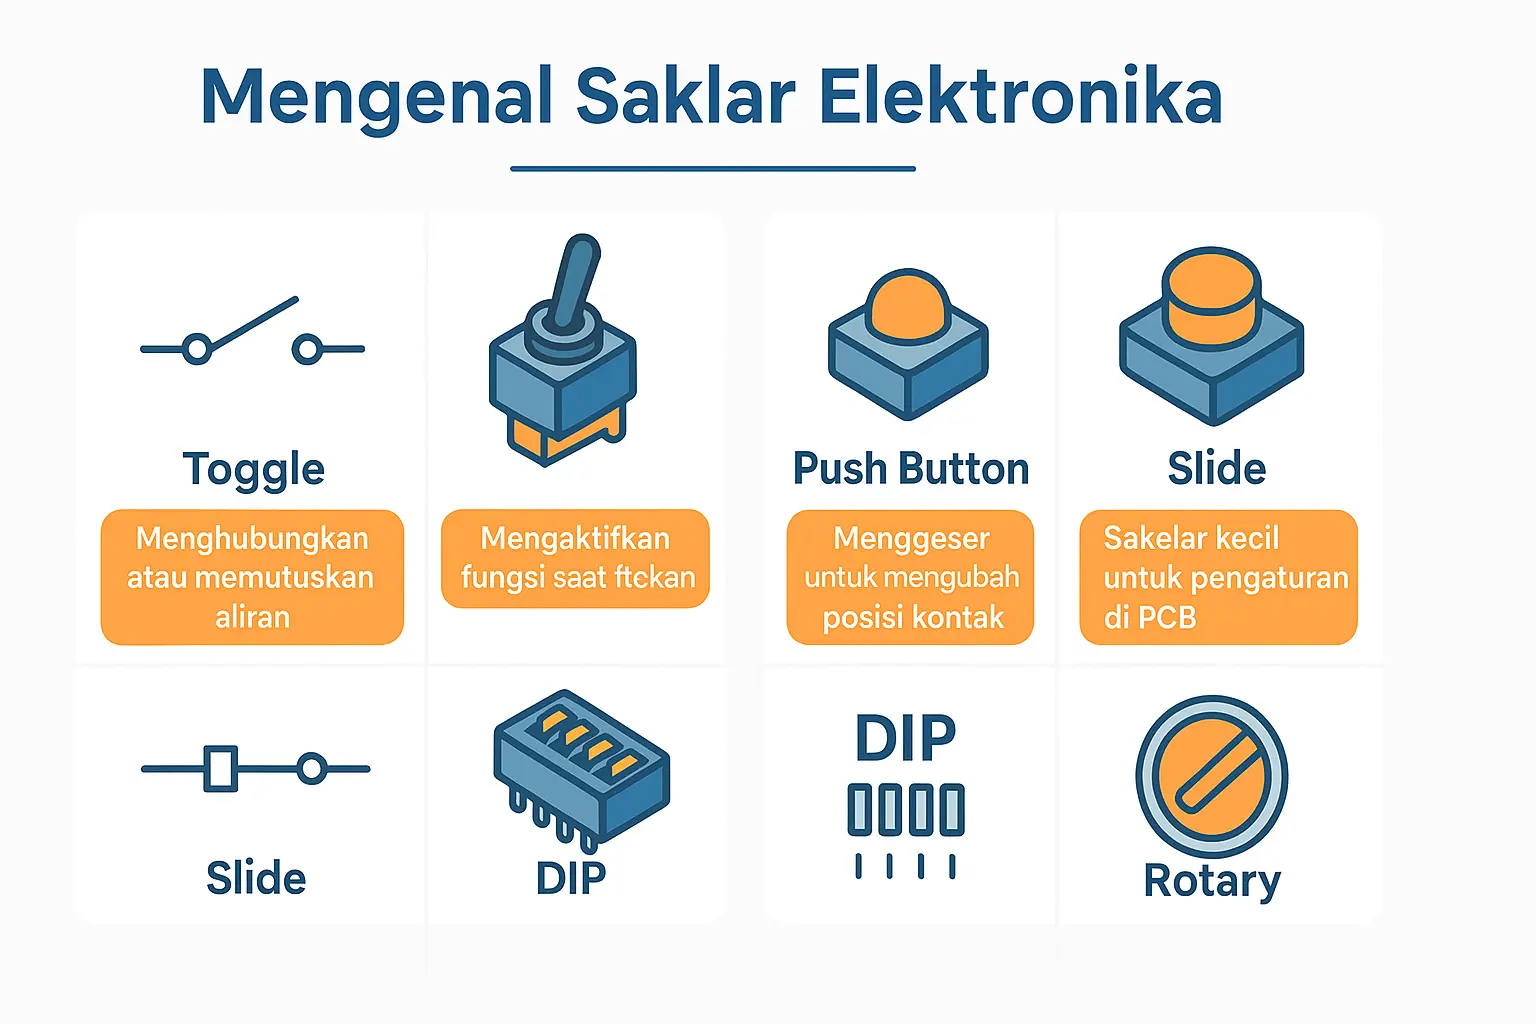 Mengenal Saklar Elektronika
Toggle
Menghubungkan
atau memutuskan
aliran
Mengaktifkan
fungsi saat
Push Button
Menggeser
untuk mengubah
posisi kontak
Slide
Sakelar kecil
untuk pengaturan
di PCB
Slide
DIP
DIP
Rotary